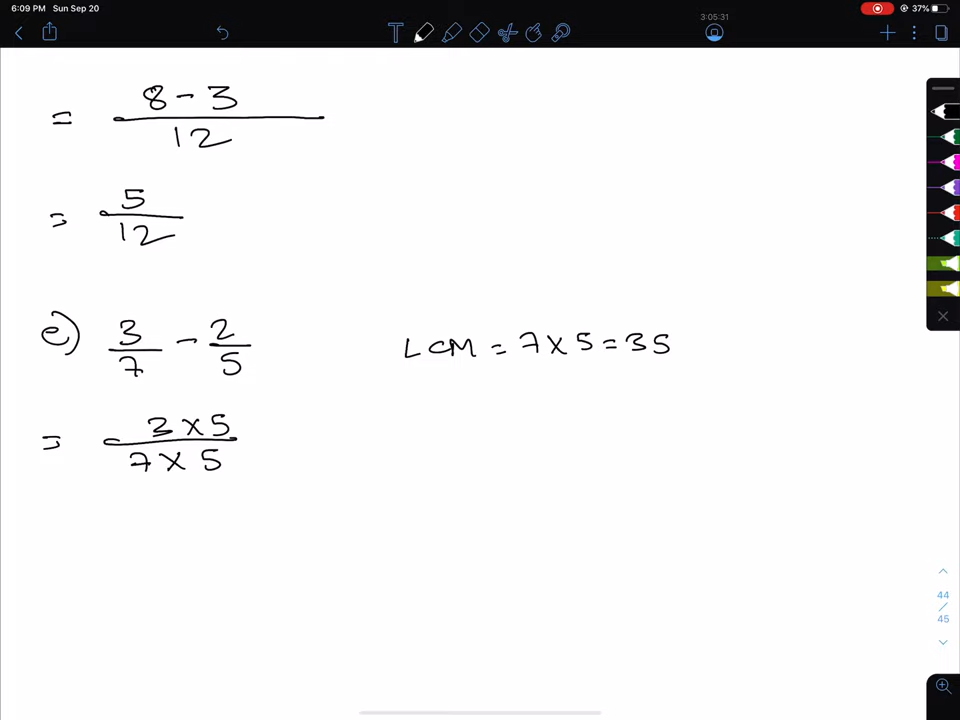 6:09 PM Sun Sep 20
37%
3:05:31
T
= 8 - 3
12
= 5
12
e) 3/7 - 2/5 LCM = 7 x 5 = 35
= 3 x 5
7 x 5
44
/
45